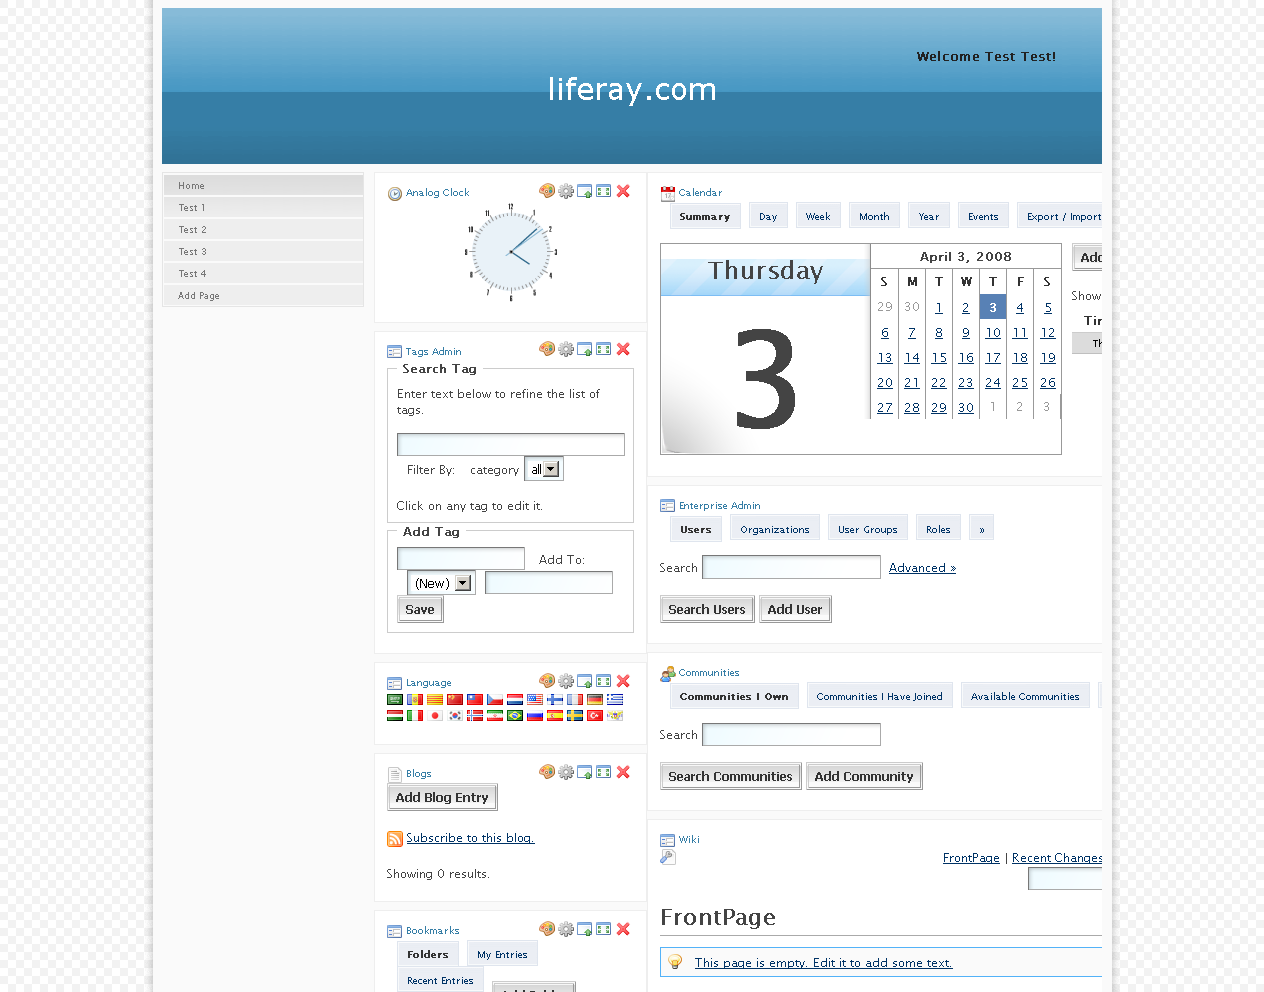 Welcome Test Test!
liferay.com
Home
Test 1
Test 2
Test 3
Test 4
Add Page
Analog Clock
12
1
2
3
4
5
6
7
8
9
10
11
Tags Admin
Search Tag
Enter text below to refine the list of
tags.
Filter By: category all
Click on any tag to edit it.
Add Tag
Add To:
(New)
Save
Language
Blogs
Add Blog Entry
Subscribe to this blog.
Showing 0 results.
Bookmarks
Folders My Entries
Recent Entries
Calendar
Summary Day Week Month Year Events Export / Import
Thursday
3
April 3, 2008
S M T W T F S
29 30 1 2 3 4 5
6 7 8 9 10 11 12
13 14 15 16 17 18 19
20 21 22 23 24 25 26
27 28 29 30 1 2 3
Add
Show
Tir
Th
Enterprise Admin
Users Organizations User Groups Roles »
Search Advanced »
Search Users Add User
Communities
Communities I Own Communities I Have Joined Available Communities
Search
Search Communities Add Community
Wiki
FrontPage | Recent Changes
FrontPage
This page is empty. Edit it to add some text.